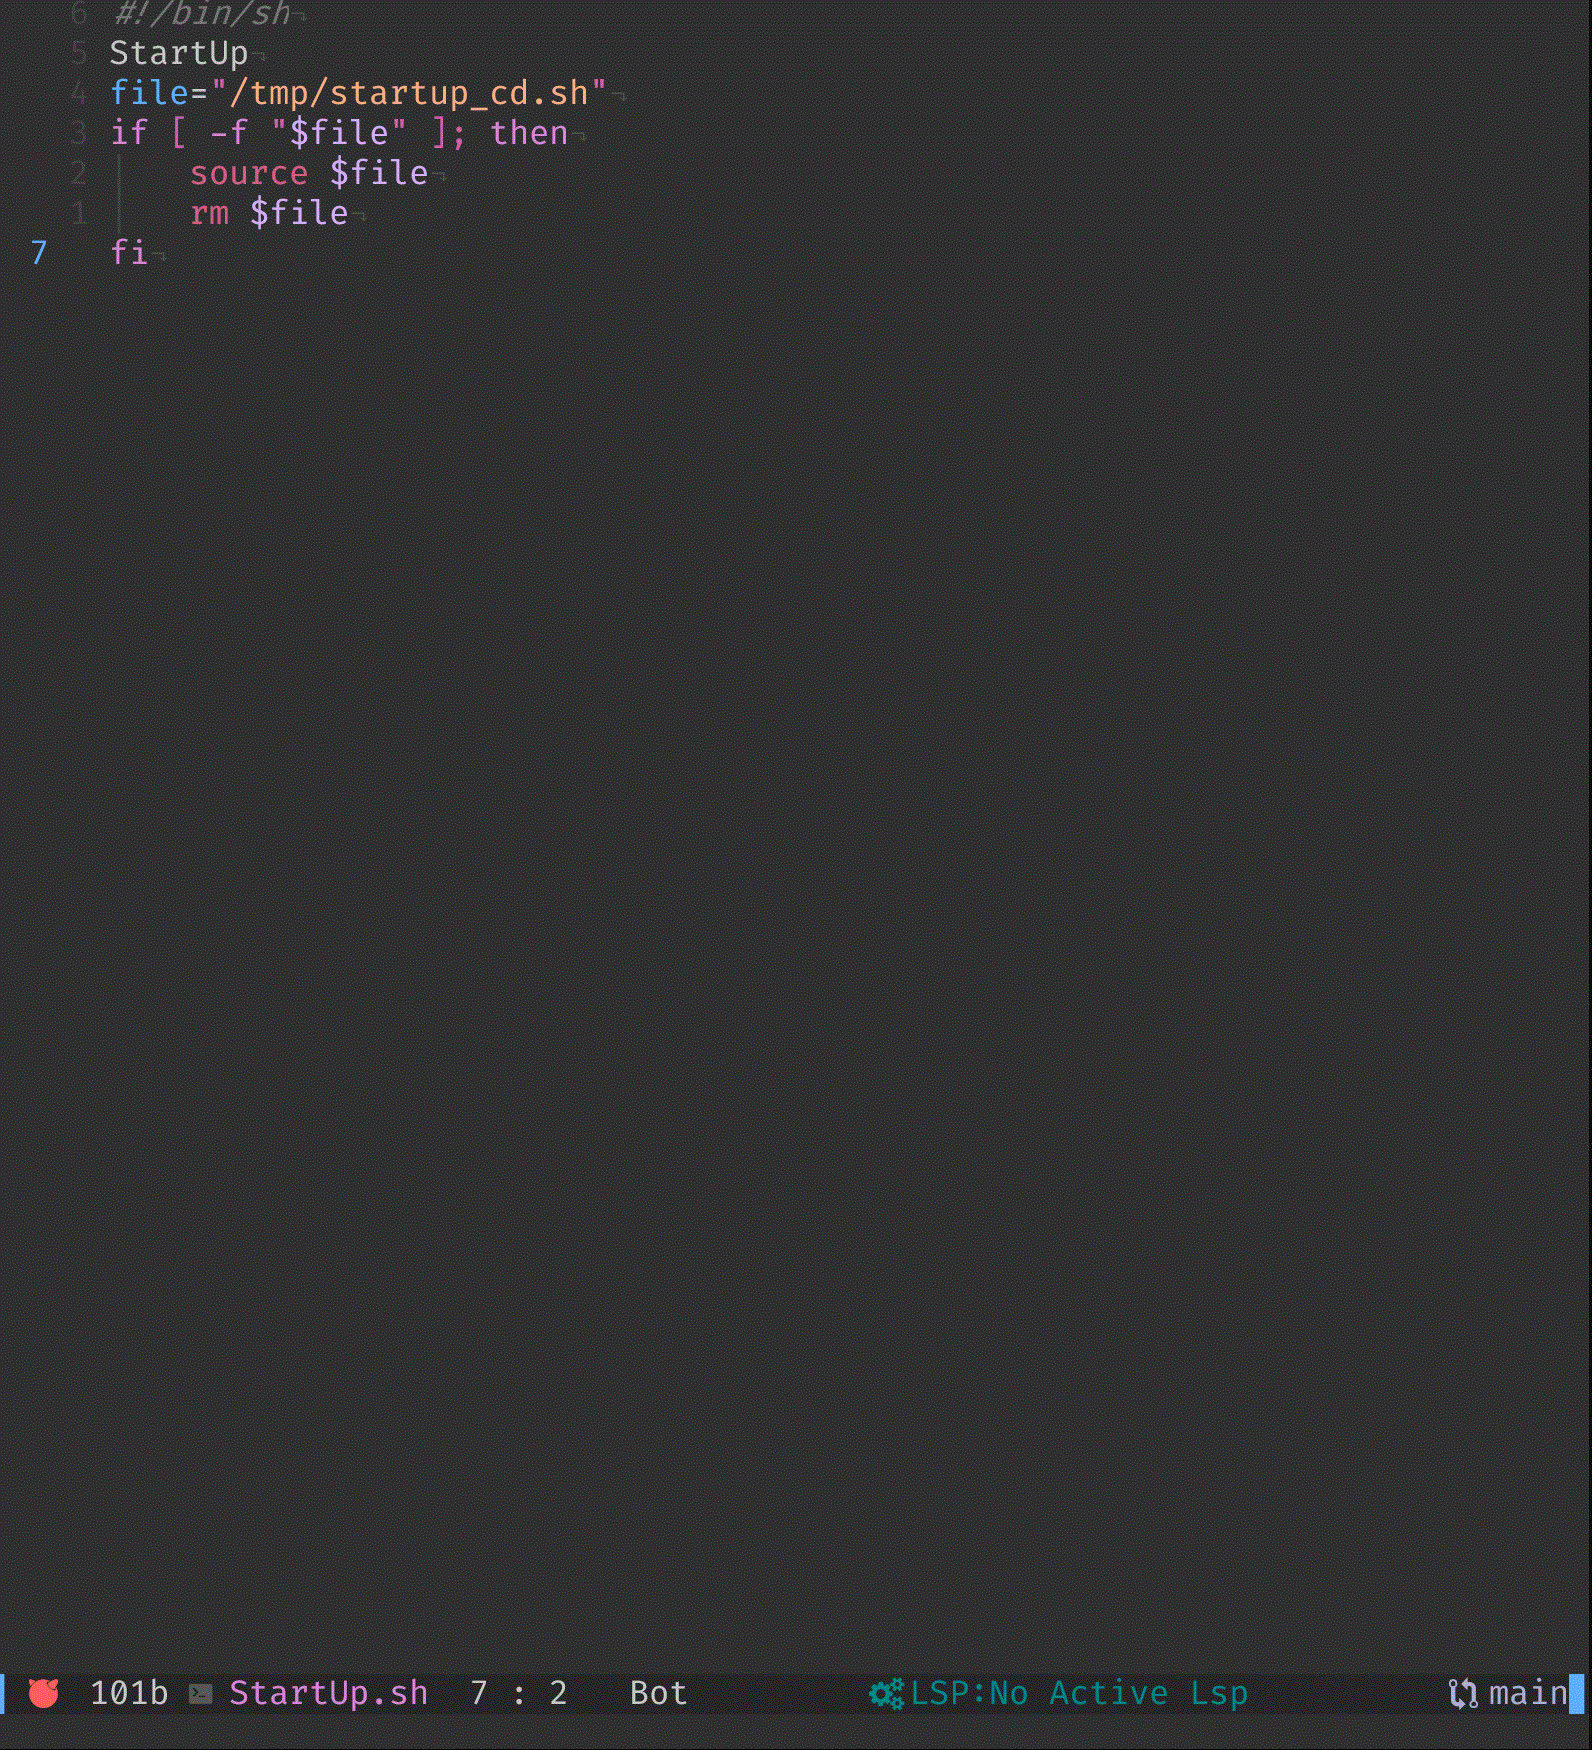 6 #!/bin/sh¬
5 StartUp¬
4 file="/tmp/startup_cd.sh"¬
3 if [ -f "$file" ]; then¬
2 source $file¬
1 rm $file¬
7 fi¬
101b StartUp.sh 7 : 2 Bot LSP:No Active Lsp main